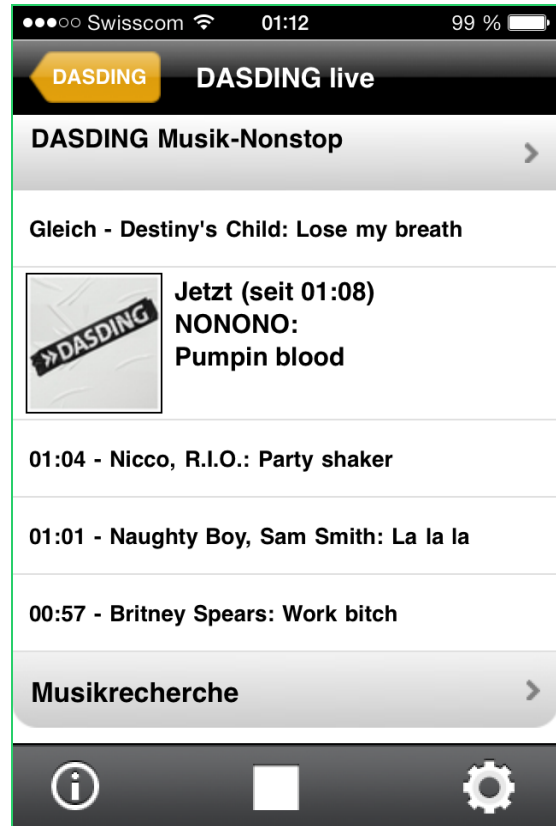 Swisscom 01:12 99 %
DASDING DASDING live
DASDING Musik-Nonstop
Gleich - Destiny's Child: Lose my breath
»DASDING
Jetzt (seit 01:08)
NONONO:
Pumpin blood
01:04 - Nicco, R.I.O.: Party shaker
01:01 - Naughty Boy, Sam Smith: La la la
00:57 - Britney Spears: Work bitch
Musikrecherche